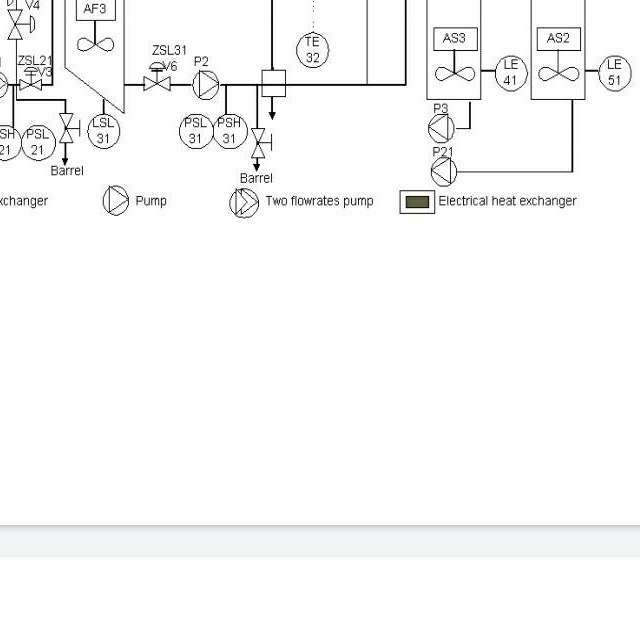 V4
AF3
ZSL21
V3
ZSL31
V6
P2
TE
32
AS3
AS2
LE
41
LE
51
P3
P21
SH
21
PSL
21
LSL
31
PSL
31
PSH
31
Barrel
Barrel
xchanger
Pump
Two flowrates pump
Electrical heat exchanger